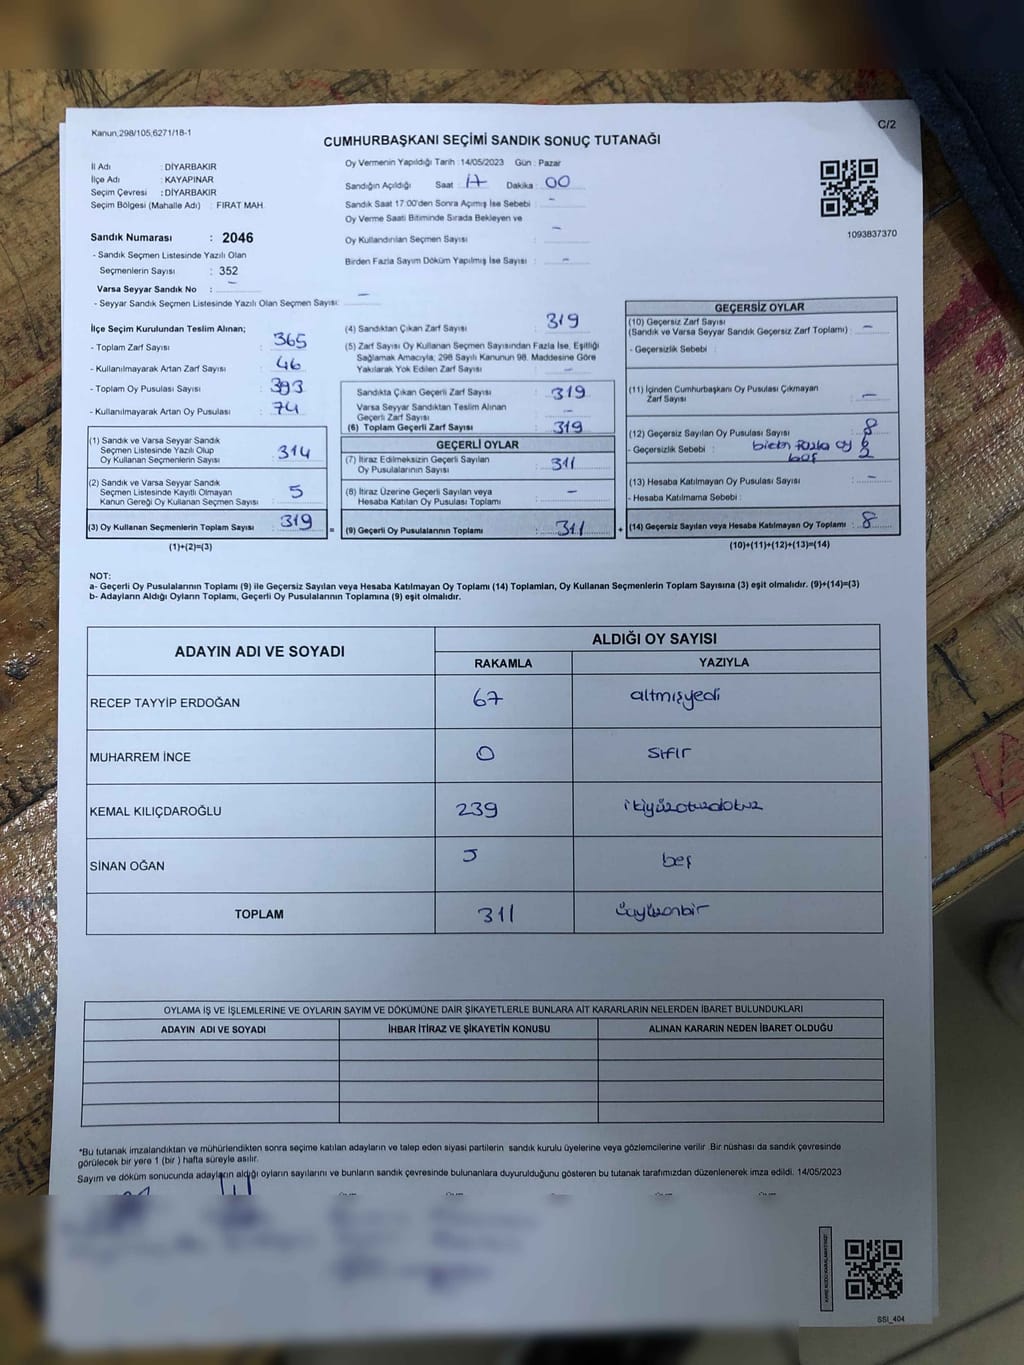 Kanun,298/105,6271/18-1
C/2
CUMHURBAŞKANI SEÇİMİ SANDIK SONUÇ TUTANAĞI
İl Adı : DİYARBAKIR
İlçe Adı : KAYAPINAR
Seçim Çevresi : DİYARBAKIR
Seçim Bölgesi (Mahalle Adı) : FIRAT MAH.
Oy Vermenin Yapıldığı Tarih : 14/05/2023 Gün : Pazar
Sandığın Açıldığı Saat : 17 Dakika : 00
Sandık Saat 17:00'den Sonra Açılmış İse Sebebi : -
Oy Verme Saati Bitiminde Sırada Bekleyen ve
Oy Kullandırılan Seçmen Sayısı : -
Birden Fazla Sayım Döküm Yapılmış İse Sayısı : -
1093837370
Sandık Numarası : 2046
- Sandık Seçmen Listesinde Yazılı Olan
Seçmenlerin Sayısı : 352
Varsa Seyyar Sandık No : -
- Seyyar Sandık Seçmen Listesinde Yazılı Olan Seçmen Sayısı: -
İlçe Seçim Kurulundan Teslim Alınan;
- Toplam Zarf Sayısı : 365
- Kullanılmayarak Artan Zarf Sayısı : 46
- Toplam Oy Pusulası Sayısı : 393
- Kullanılmayarak Artan Oy Pusulası : 74
(1) Sandık ve Varsa Seyyar Sandık
Seçmen Listesinde Yazılı Olup
Oy Kullanan Seçmenlerin Sayısı : 314
(2) Sandık ve Varsa Seyyar Sandık
Seçmen Listesinde Kayıtlı Olmayan
Kanun Gereği Oy Kullanan Seçmen Sayısı : 5
(3) Oy Kullanan Seçmenlerin Toplam Sayısı : 319
(1)+(2)=(3)
=
(4) Sandıktan Çıkan Zarf Sayısı : 319
(5) Zarf Sayısı Oy Kullanan Seçmen Sayısından Fazla İse, Eşitliği
Sağlamak Amacıyla; 298 Sayılı Kanunun 98. Maddesine Göre
Yakılarak Yok Edilen Zarf Sayısı : -
Sandıkta Çıkan Geçerli Zarf Sayısı : 319
Varsa Seyyar Sandıktan Teslim Alınan
Geçerli Zarf Sayısı : -
(6) Toplam Geçerli Zarf Sayısı : 319
GEÇERLİ OYLAR
(7) İtiraz Edilmeksizin Geçerli Sayılan
Oy Pusulalarının Sayısı : 311
(8) İtiraz Üzerine Geçerli Sayılan veya
Hesaba Katılan Oy Pusulası Toplamı : -
(9) Geçerli Oy Pusulalarının Toplamı : 311
+
GEÇERSİZ OYLAR
(10) Geçersiz Zarf Sayısı
(Sandık ve Varsa Seyyar Sandık Geçersiz Zarf Toplamı) : -
- Geçersizlik Sebebi :
(11) İçinden Cumhurbaşkanı Oy Pusulası Çıkmayan
Zarf Sayısı : -
(12) Geçersiz Sayılan Oy Pusulası Sayısı : 8
- Geçersizlik Sebebi : birden fazla oy 6
boş 2
(13) Hesaba Katılmayan Oy Pusulası Sayısı : -
- Hesaba Katılmama Sebebi :
(14) Geçersiz Sayılan veya Hesaba Katılmayan Oy Toplamı : 8
(10)+(11)+(12)+(13)=(14)
NOT:
a- Geçerli Oy Pusulalarının Toplamı (9) ile Geçersiz Sayılan veya Hesaba Katılmayan Oy Toplamı (14) Toplamları, Oy Kullanan Seçmenlerin Toplam Sayısına (3) eşit olmalıdır. (9)+(14)=(3)
b- Adayların Aldığı Oyların Toplamı, Geçerli Oy Pusulalarının Toplamına (9) eşit olmalıdır.
ADAYIN ADI VE SOYADI
ALDIĞI OY SAYISI
RAKAMLA YAZIYLA
RECEP TAYYİP ERDOĞAN 67 altmışyedi
MUHARREM İNCE 0 sıfır
KEMAL KILIÇDAROĞLU 239 ikiyüzotuzdokuz
SİNAN OĞAN 5 beş
TOPLAM 311 üçyüzonbir
OYLAMA İŞ VE İŞLEMLERİNE VE OYLARIN SAYIM VE DÖKÜMÜNE DAİR ŞİKAYETLERLE BUNLARA AİT KARARLARIN NELERDEN İBARET BULUNDUKLARI
ADAYIN ADI VE SOYADI İHBAR İTİRAZ VE ŞİKAYETİN KONUSU ALINAN KARARIN NEDEN İBARET OLDUĞU
*Bu tutanak imzalandıktan ve mühürlendikten sonra seçime katılan adayların ve talep eden siyasi partilerin sandık kurulu üyelerine veya gözlemcilerine verilir .Bir nüshası da sandık çevresinde
görülecek bir yere 1 (bir ) hafta süreyle asılır.
Sayım ve döküm sonucunda adayların aldığı oyların sayılarını ve bunların sandık çevresinde bulunanlara duyurulduğunu gösteren bu tutanak tarafımızdan düzenlenerek imza edildi. 14/05/2023
SSI_404